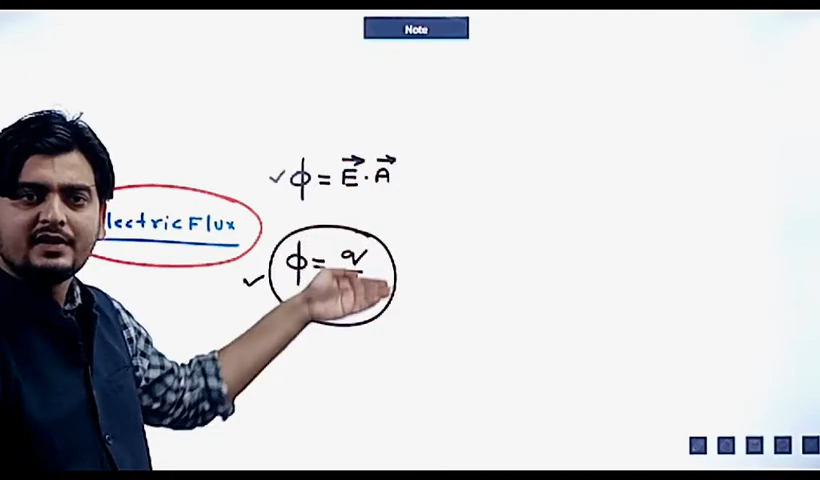 Note
ϕ = E⃗ · A⃗
lectric Flux
ϕ = q